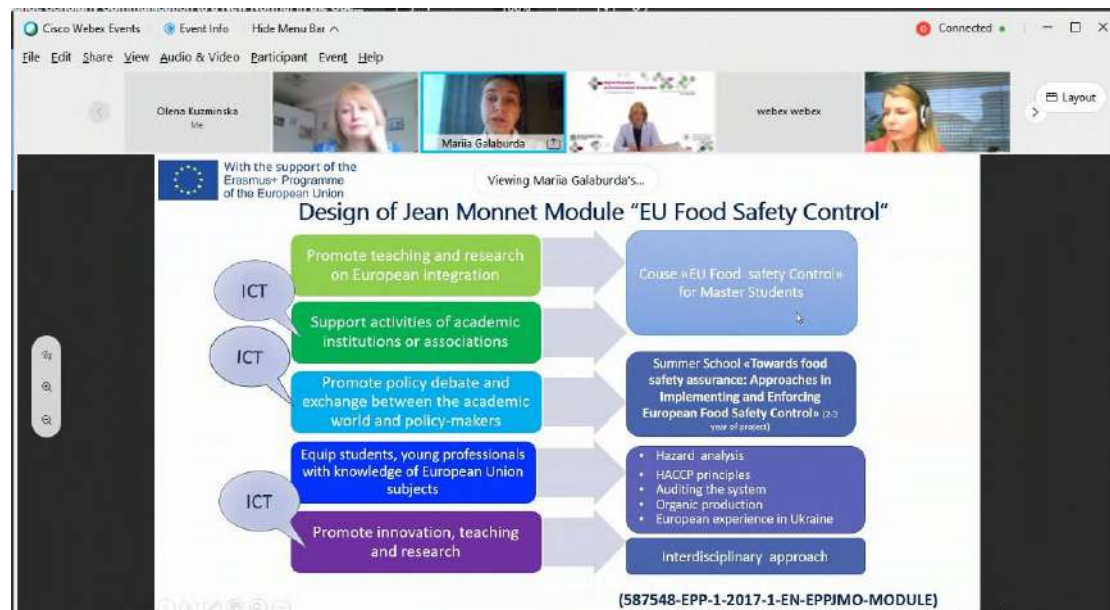 Cisco Webex Events
Event Info
Hide Menu Bar
Connected
File Edit Share View Audio & Video Participant Event Help
Olena Kuzminska
Me
Mariia Galaburda
webex webex
Layout
With the support of the
Erasmus+ Programme
of the European Union
Viewing Mariia Galaburda's...
Design of Jean Monnet Module "EU Food Safety Control"
Promote teaching and research
on European integration
ICT
Support activities of academic
institutions or associations
ICT
Promote policy debate and
exchange between the academic
world and policy-makers
Equip students, young professionals
with knowledge of European Union
subjects
ICT
Promote innovation, teaching
and research
Couse «EU Food safety Control»
for Master Students
Summer School «Towards food
safety assurance: Approaches in
Implementing and Enforcing
European Food Safety Control» (2-3
year of project)
• Hazard analysis
• HACCP principles
• Auditing the system
• Organic production
• European experience in Ukraine
Interdisciplinary approach
(587548-EPP-1-2017-1-EN-EPPJMO-MODULE)